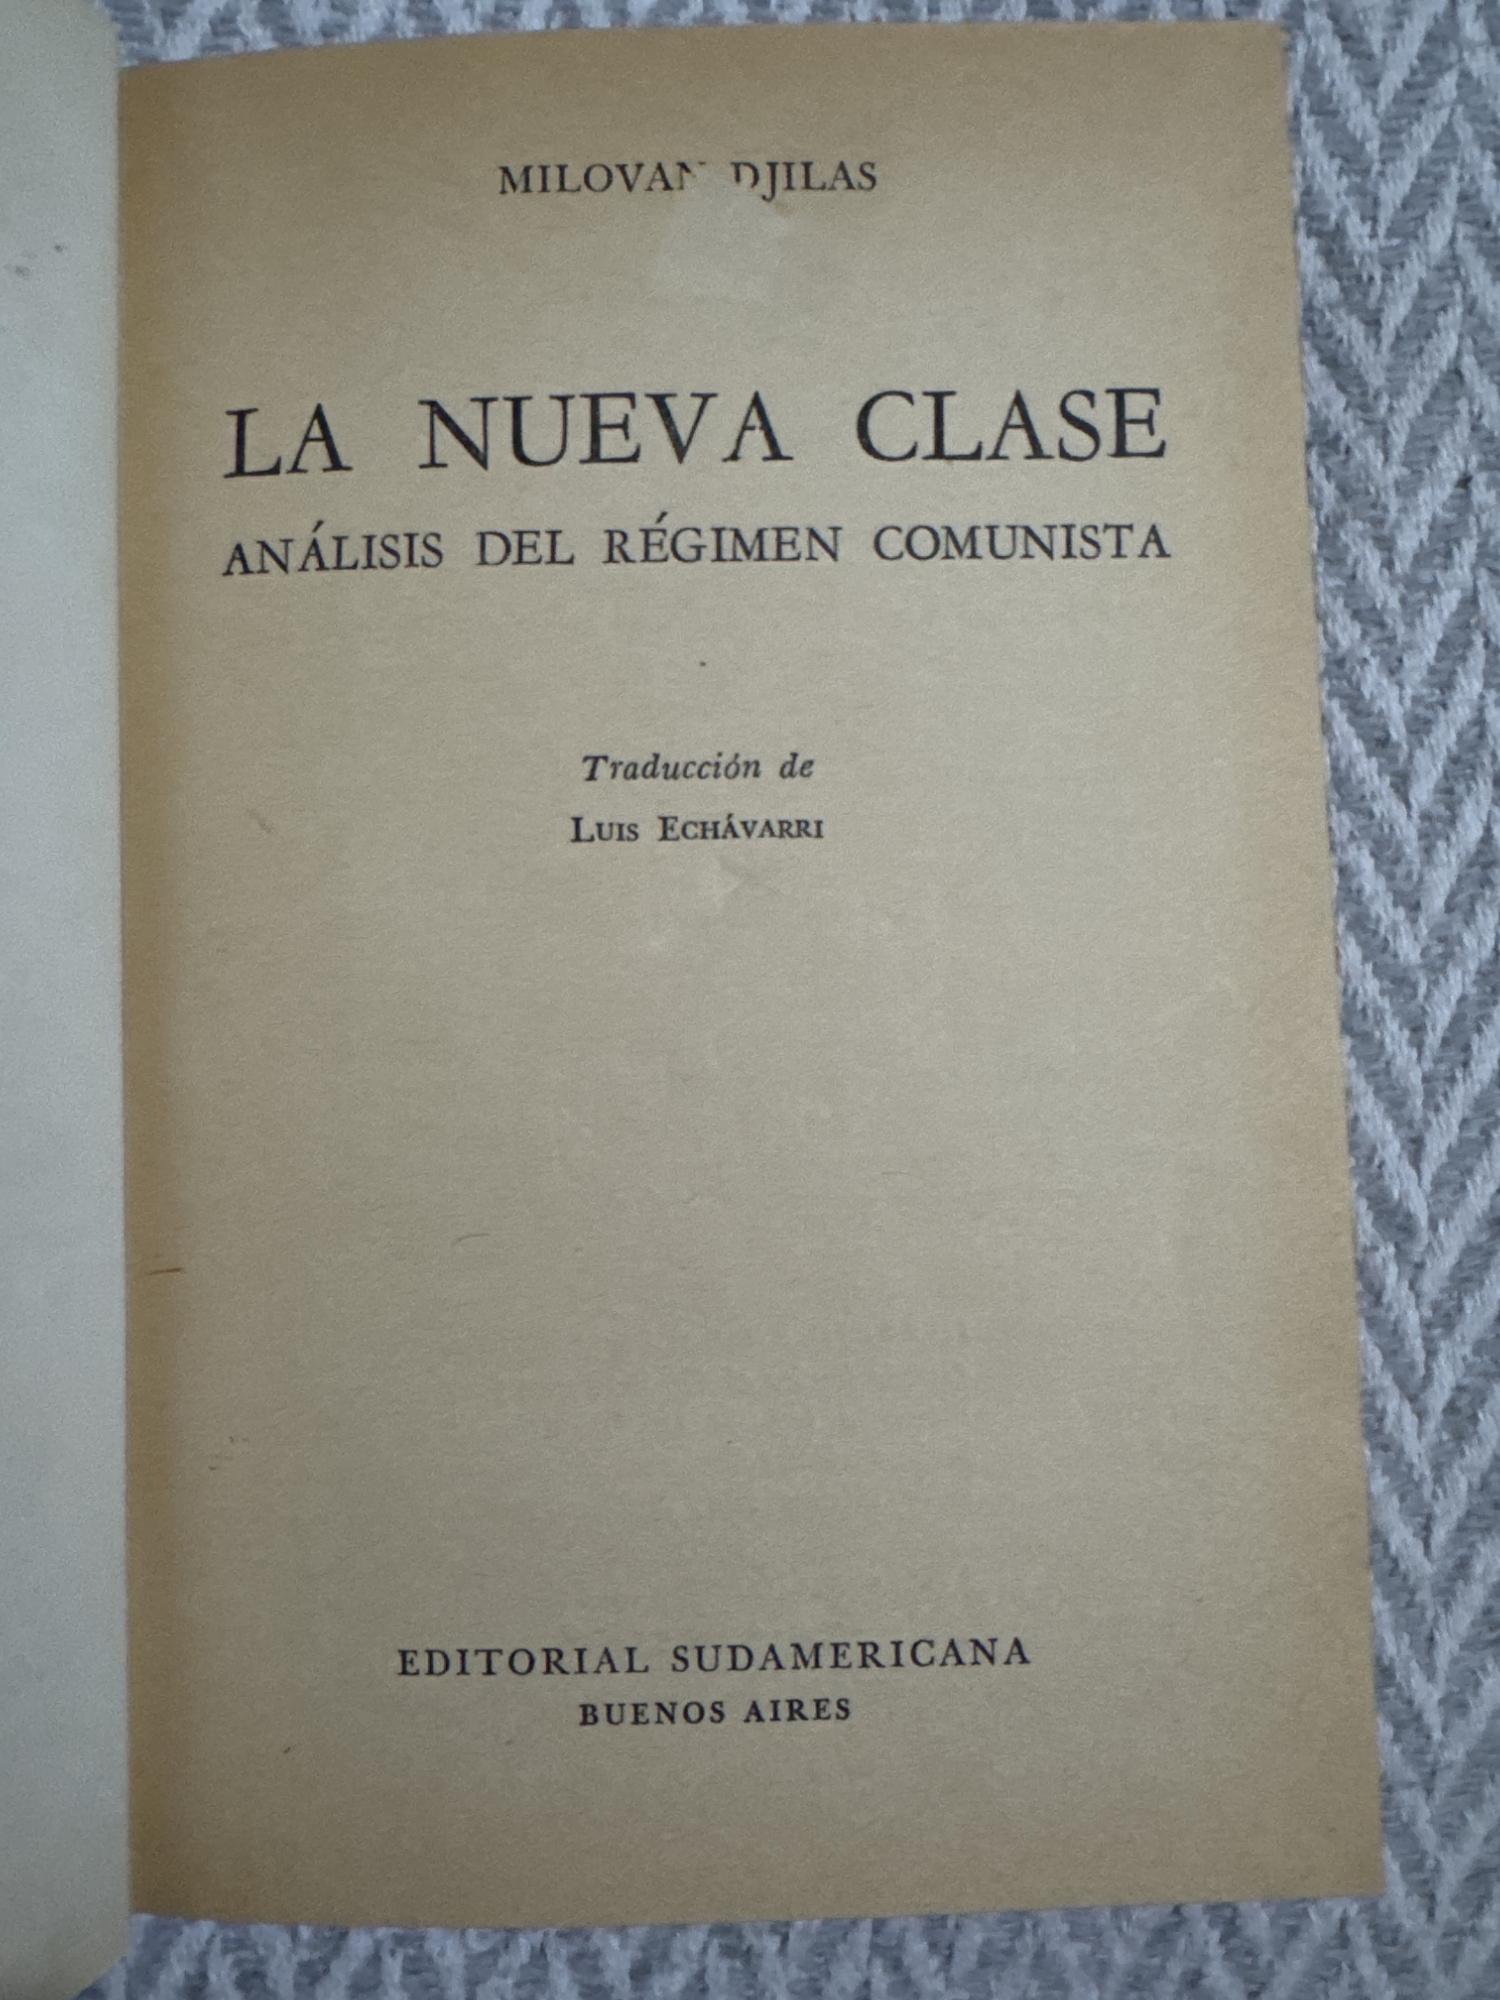 MILOVAN DJILAS
LA NUEVA CLASE
ANÁLISIS DEL RÉGIMEN COMUNISTA
Traducción de
LUIS ECHÁVARRI
EDITORIAL SUDAMERICANA
BUENOS AIRES